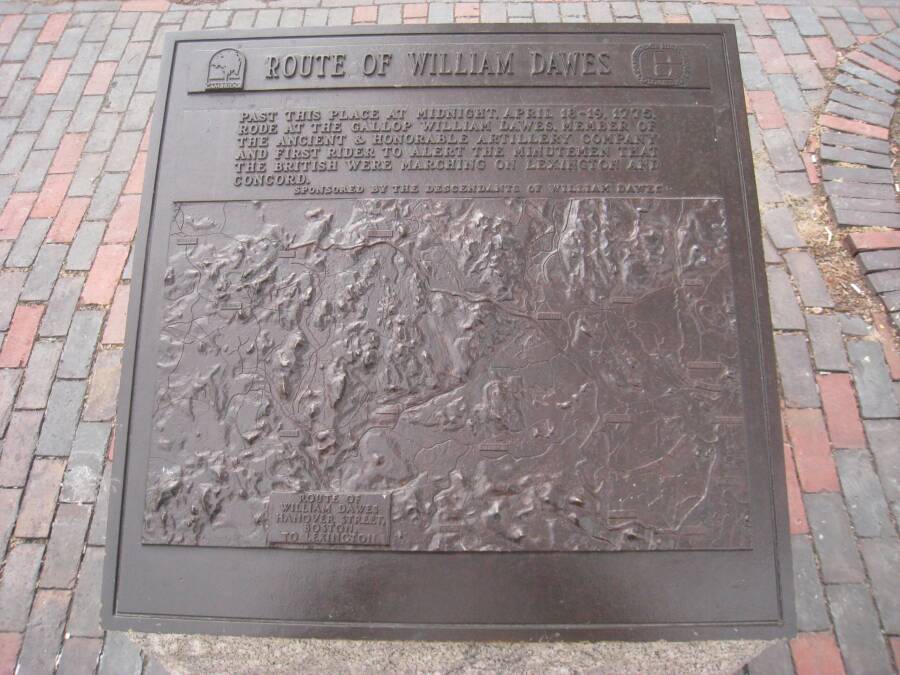 ROUTE OF WILLIAM DAWES
PAST THIS PLACE AT MIDNIGHT, APRIL 18-19, 1775,
RODE AT THE GALLOP WILLIAM DAWES, MEMBER OF
THE ANCIENT & HONORABLE ARTILLERY COMPANY
AND FIRST RIDER TO ALERT THE MINUTEMEN THAT
THE BRITISH WERE MARCHING ON LEXINGTON AND
CONCORD.
SPONSORED BY THE DESCENDANTS OF WILLIAM DAWES
ROUTE OF
WILLIAM DAWES
HANOVER STREET,
BOSTON
TO LEXINGTON